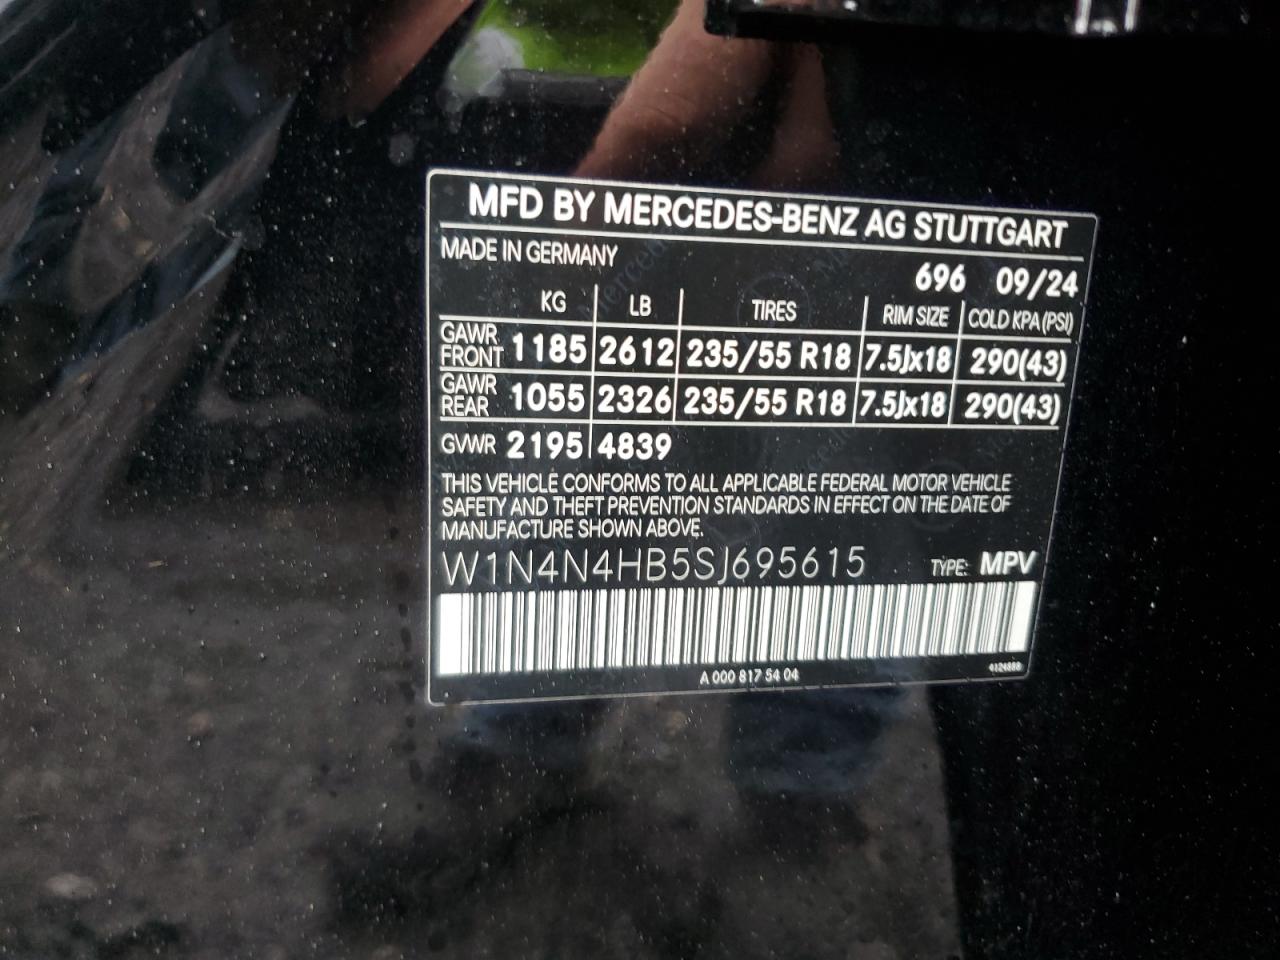 MFD BY MERCEDES-BENZ AG STUTTGART
MADE IN GERMANY
696 09/24
KG LB TIRES RIM SIZE COLD KPA (PSI)
GAWR FRONT 1185 2612 235/55 R18 7.5Jx18 290(43)
GAWR REAR 1055 2326 235/55 R18 7.5Jx18 290(43)
GVWR 2195 4839
THIS VEHICLE CONFORMS TO ALL APPLICABLE FEDERAL MOTOR VEHICLE
SAFETY AND THEFT PREVENTION STANDARDS IN EFFECT ON THE DATE OF
MANUFACTURE SHOWN ABOVE.
W1N4N4HB5SJ695615 TYPE: MPV
A 000 817 54 04